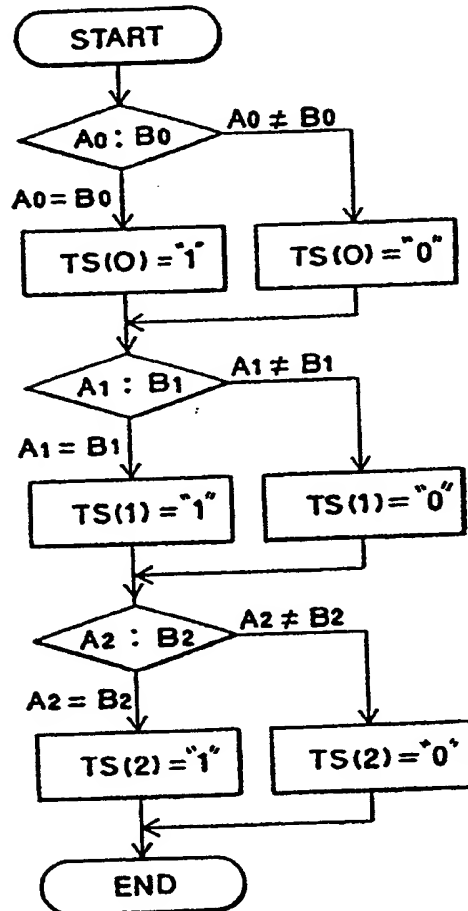 START
A0 : B0
A0 ≠ B0
A0 = B0
TS(0) = "1"
TS(0) = "0"
A1 : B1
A1 ≠ B1
A1 = B1
TS(1) = "1"
TS(1) = "0"
A2 : B2
A2 ≠ B2
A2 = B2
TS(2) = "1"
TS(2) = "0"
END